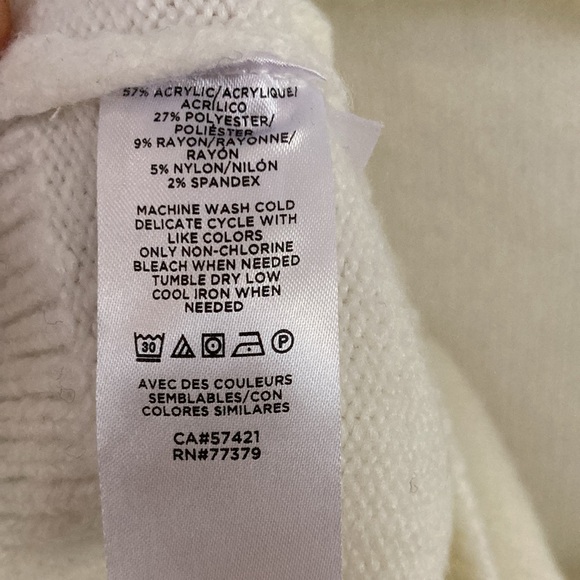 57% ACRYLIC/ACRYLIQUE/
ACRÍLICO
27% POLYESTER/
POLIÉSTER
9% RAYON/RAYONNE/
RAYÓN
5% NYLON/NILÓN
2% SPANDEX
MACHINE WASH COLD
DELICATE CYCLE WITH
LIKE COLORS
ONLY NON-CHLORINE
BLEACH WHEN NEEDED
TUMBLE DRY LOW
COOL IRON WHEN
NEEDED
30 P
AVEC DES COULEURS
SEMBLABLES/CON
COLORES SIMILARES
CA#57421
RN#77379